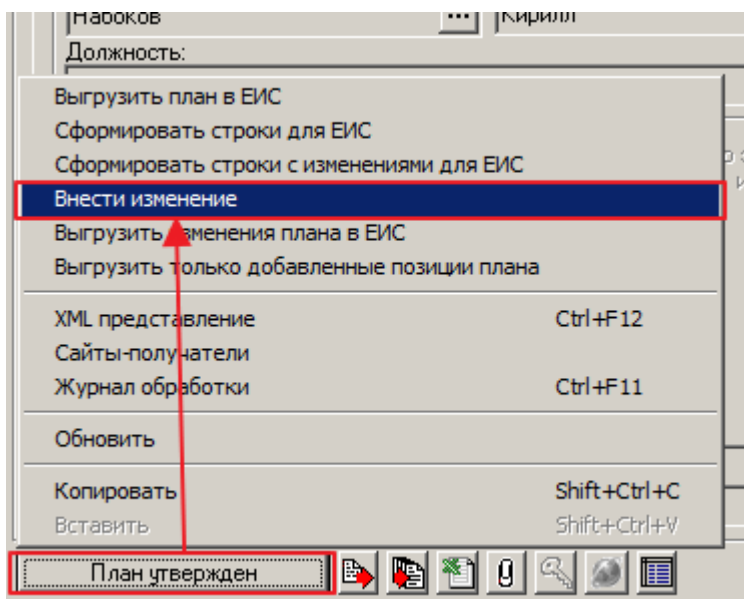 Набоков ... Кирилл
Должность:
Выгрузить план в ЕИС
Сформировать строки для ЕИС
Сформировать строки с изменениями для ЕИС
Внести изменение
Выгрузить изменения плана в ЕИС
Выгрузить только добавленные позиции плана
XML представление Ctrl+F12
Сайты-получатели
Журнал обработки Ctrl+F11
Обновить
Копировать Shift+Ctrl+C
Вставить Shift+Ctrl+V
План утвержден